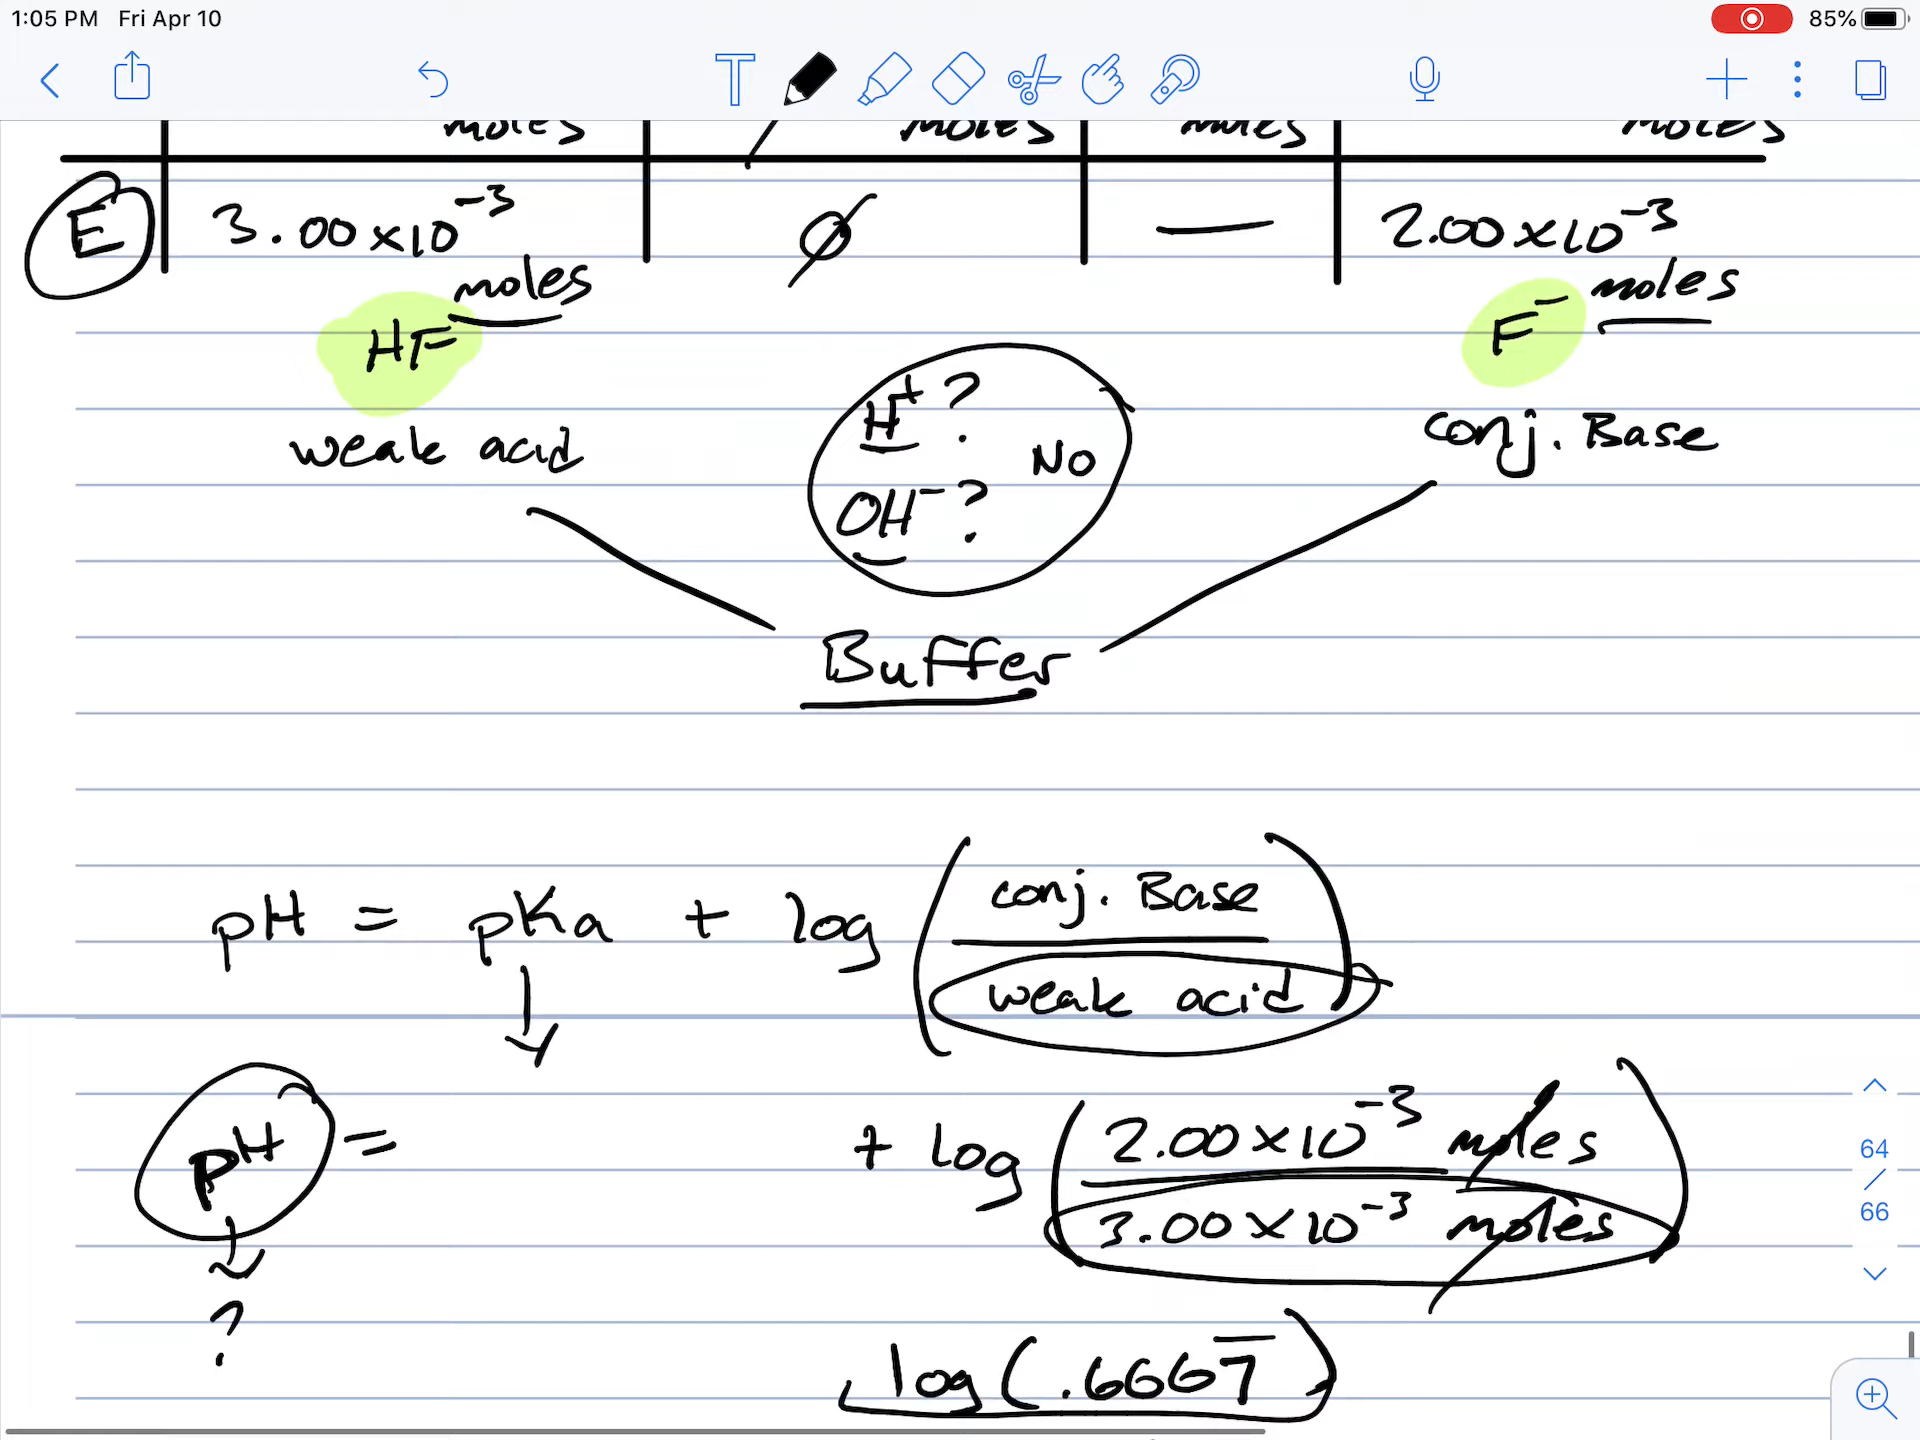 1:05 PM Fri Apr 10 85%
moles moles moles moles
E 3.00 x 10⁻³ moles ∅ — 2.00 x 10⁻³ moles
HF F⁻
H⁺ ?
weak acid NO conj. Base
OH⁻ ?
Buffer
pH = pKa + log (conj. Base / weak acid)
pH = + log (2.00 x 10⁻³ moles / 3.00 x 10⁻³ moles)
?
log (.6667̅)
64
/
66